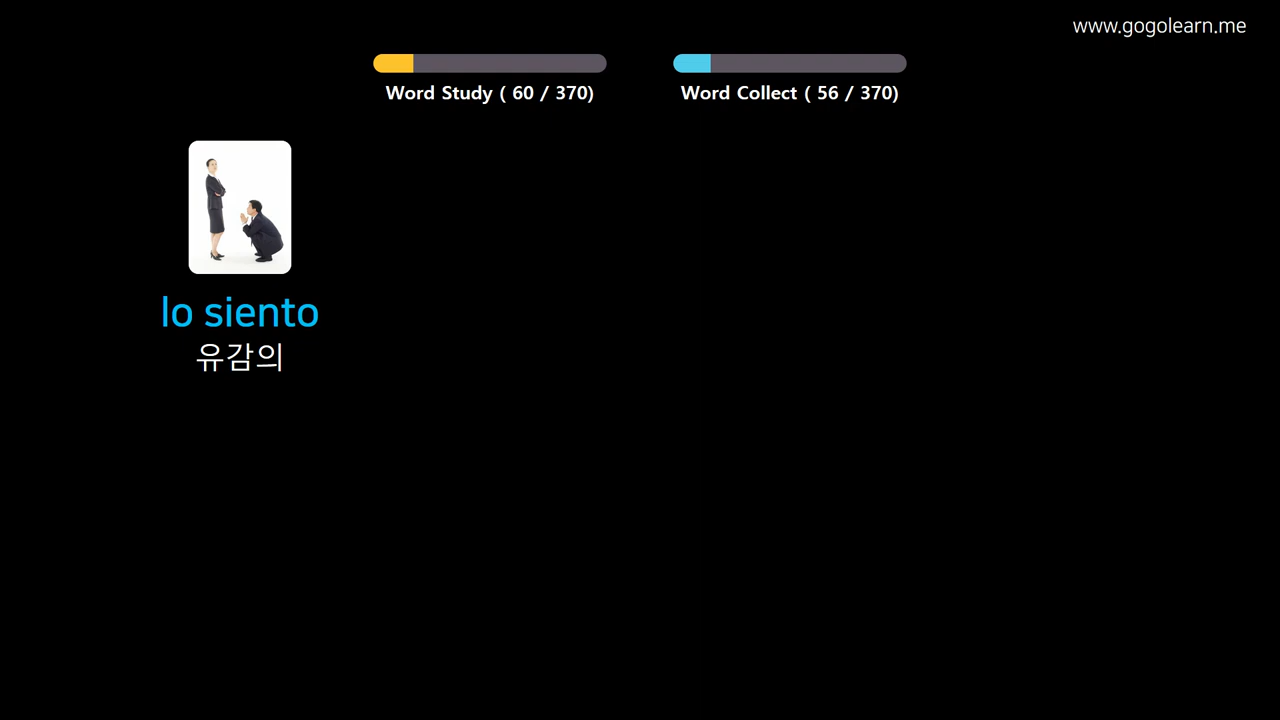 www.gogolearn.me
Word Study ( 60 / 370)
Word Collect ( 56 / 370)
lo siento
유감의